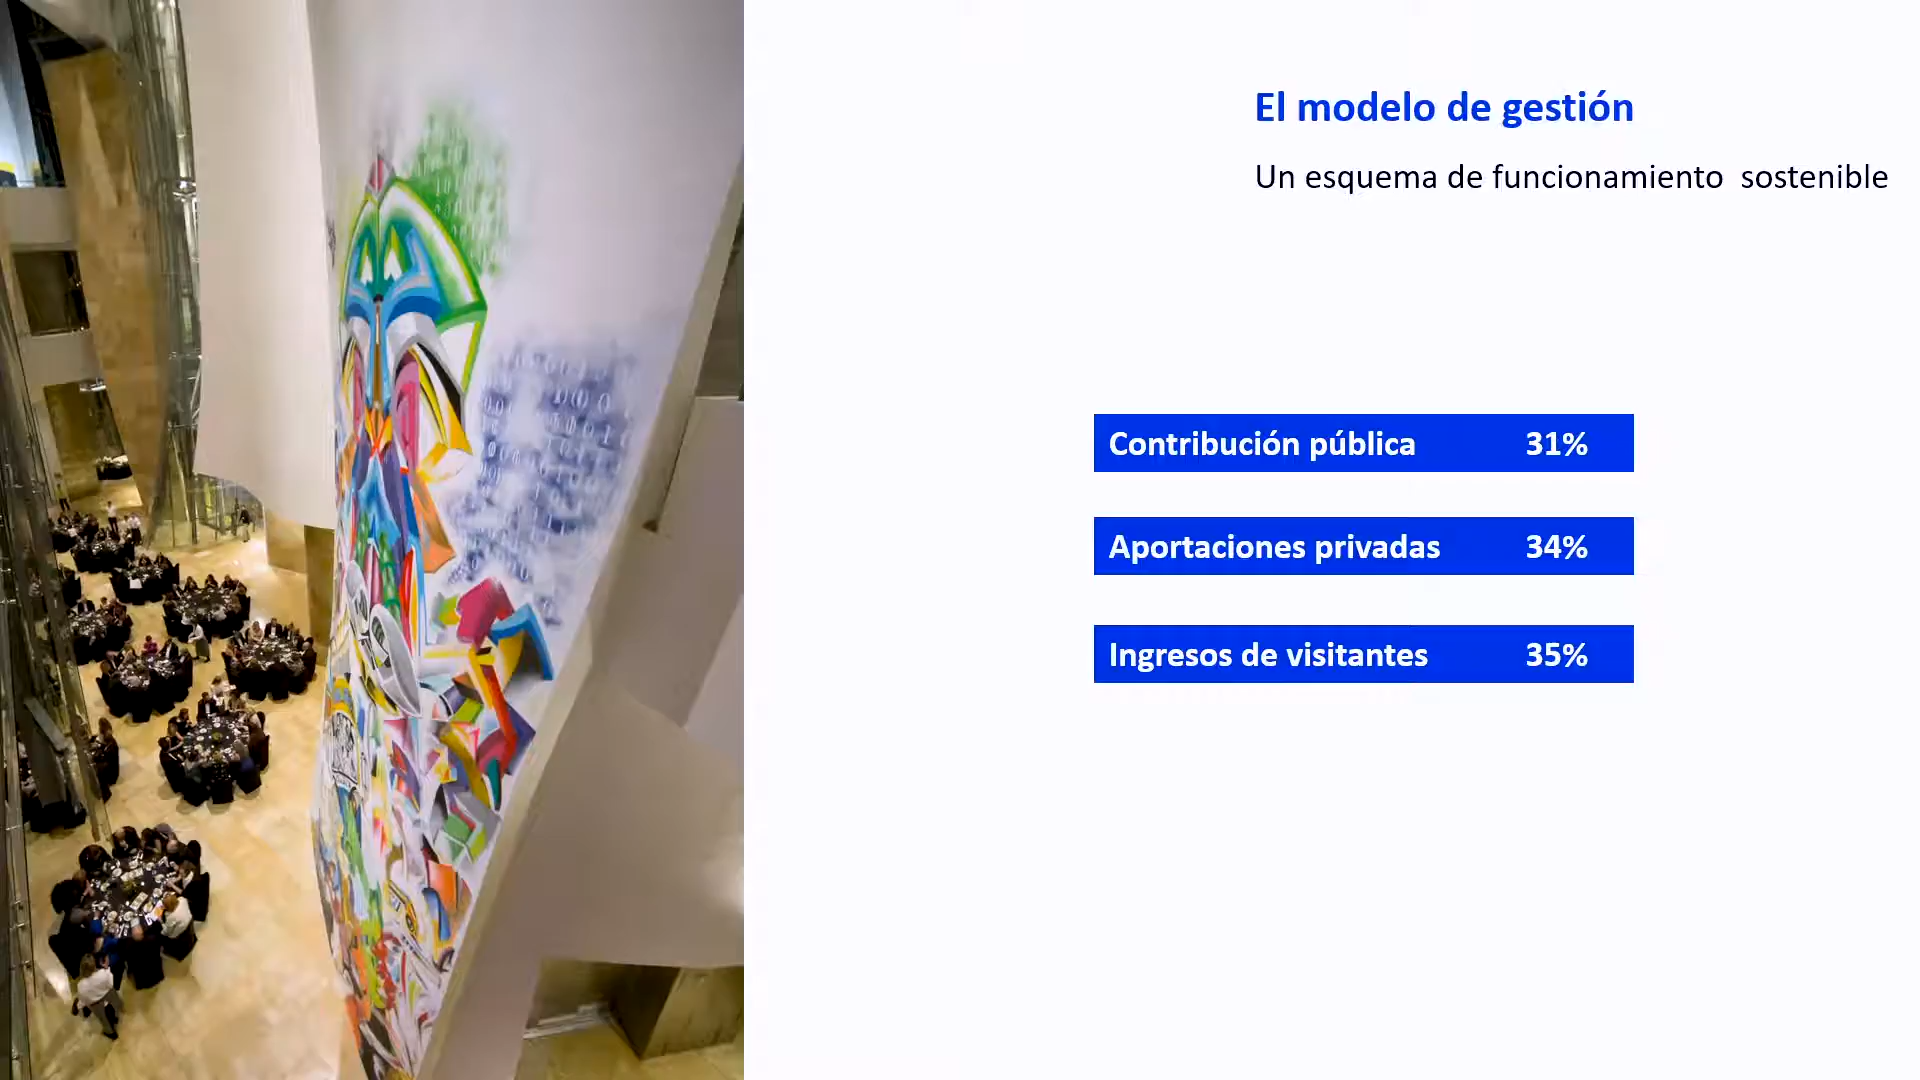 El modelo de gestión
Un esquema de funcionamiento sostenible
Contribución pública 31%
Aportaciones privadas 34%
Ingresos de visitantes 35%